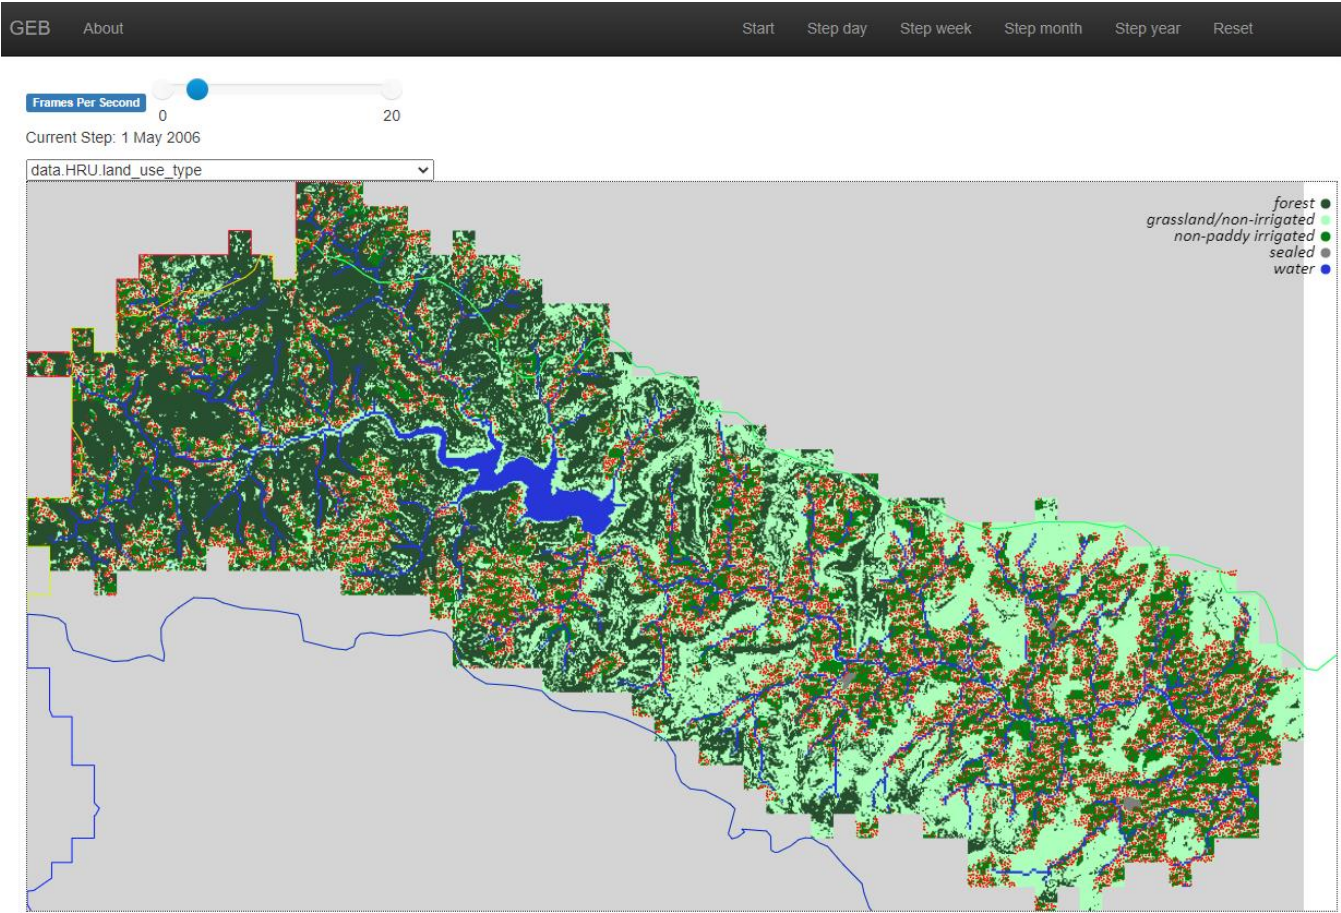 GEB About Start Step day Step week Step month Step year Reset
Frames Per Second
0 20
Current Step: 1 May 2006
data.HRU.land_use_type
forest
grassland/non-irrigated
non-paddy irrigated
sealed
water